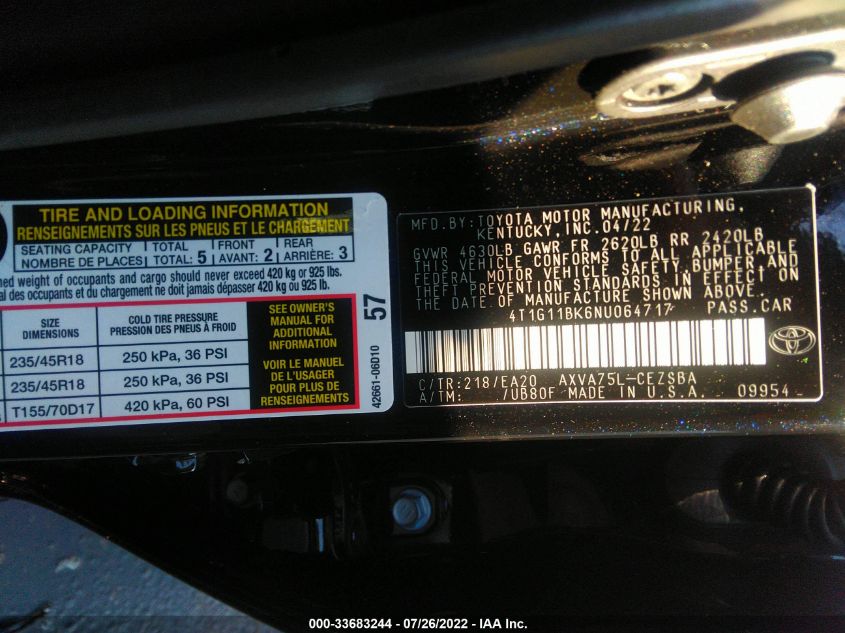 TIRE AND LOADING INFORMATION
RENSEIGNEMENTS SUR LES PNEUS ET LE CHARGEMENT
SEATING CAPACITY TOTAL FRONT REAR
NOMBRE DE PLACES TOTAL: 5 AVANT: 2 ARRIÈRE: 3
weight of occupants and cargo should never exceed 420 kg or 925 lbs.
des occupants et du chargement ne doit jamais dépasser 420 kg ou 925 lb.
SIZE COLD TIRE PRESSURE
DIMENSIONS PRESSION DES PNEUS À FROID
235/45R18 250 kPa, 36 PSI
235/45R18 250 kPa, 36 PSI
T155/70D17 420 kPa, 60 PSI
SEE OWNER'S
MANUAL FOR
ADDITIONAL
INFORMATION
VOIR LE MANUEL
DE L'USAGER
POUR PLUS DE
RENSEIGNEMENTS
57
42661-06D10
MFD.BY:TOYOTA MOTOR MANUFACTURING,
KENTUCKY,INC.04/22
GVWR 4630LB GAWR FR 2620LB RR 2420LB
THIS VEHICLE CONFORMS TO ALL APPLICABLE
FEDERAL MOTOR VEHICLE SAFETY,BUMPER,AND
THEFT PREVENTION STANDARDS IN EFFECT ON
THE DATE OF MANUFACTURE SHOWN ABOVE.
4T1G11BK6NU064717 PASS.CAR
C/TR:218/EA20 AXVA75L-CEZSBA
A/TM: /UB80F MADE IN U.S.A. 09954
TOYOTA
000-33683244 - 07/26/2022 - IAA Inc.